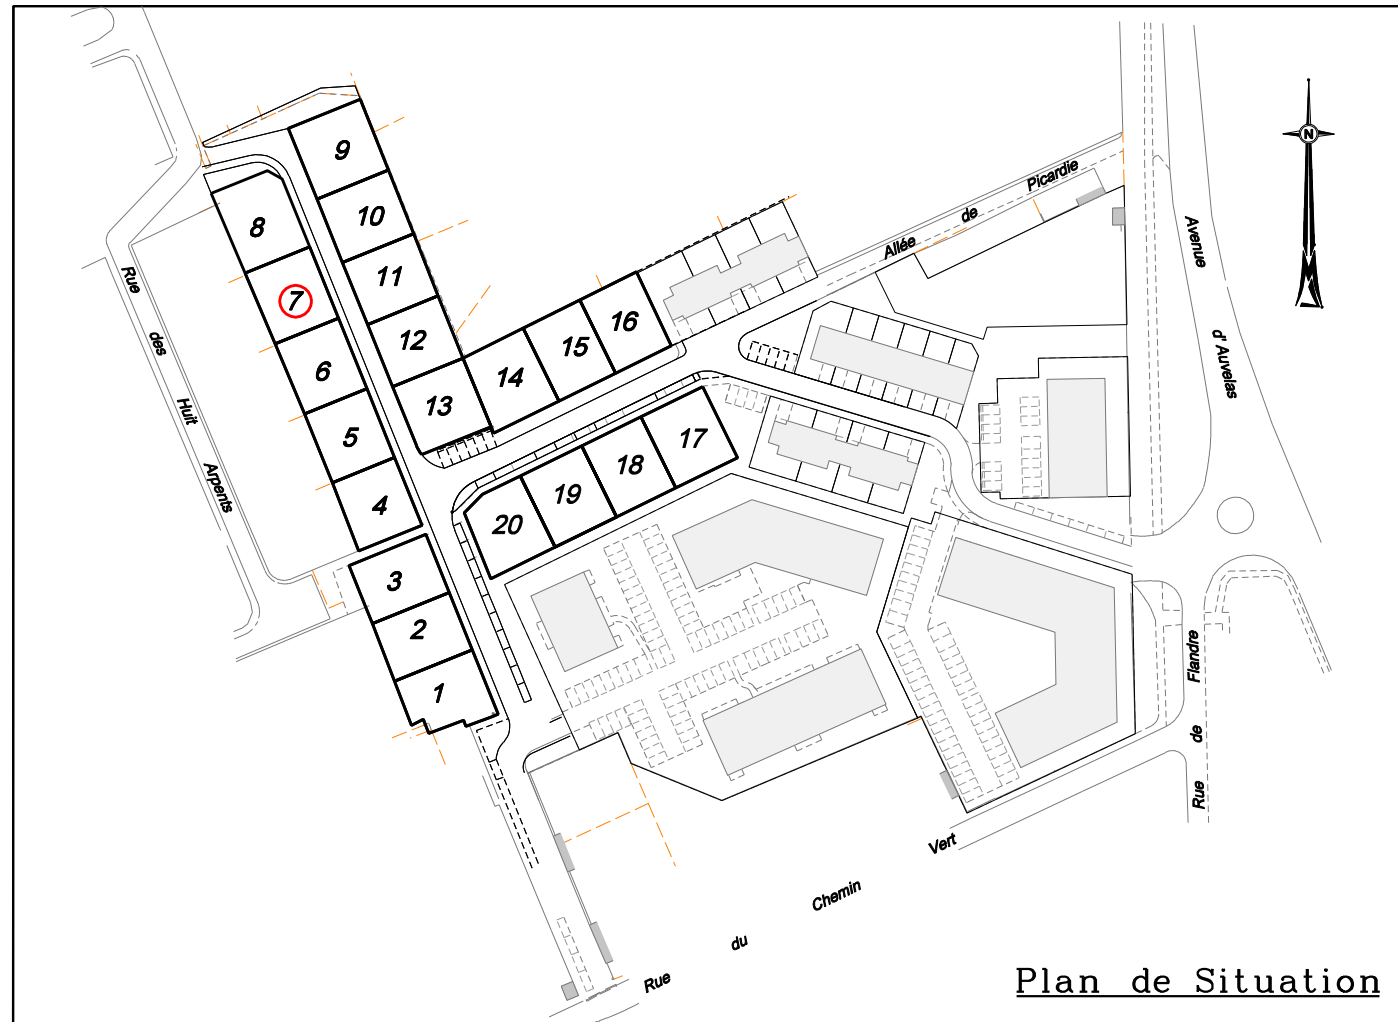 9
10
11
12
13
8
7
6
5
4
3
2
1
14
15
16
17
18
19
20
Rue des Huit Arpents
Allée de Picardie
Avenue d'Auvelas
N
Rue de Flandre
Rue du Chemin Vert
Plan de Situation